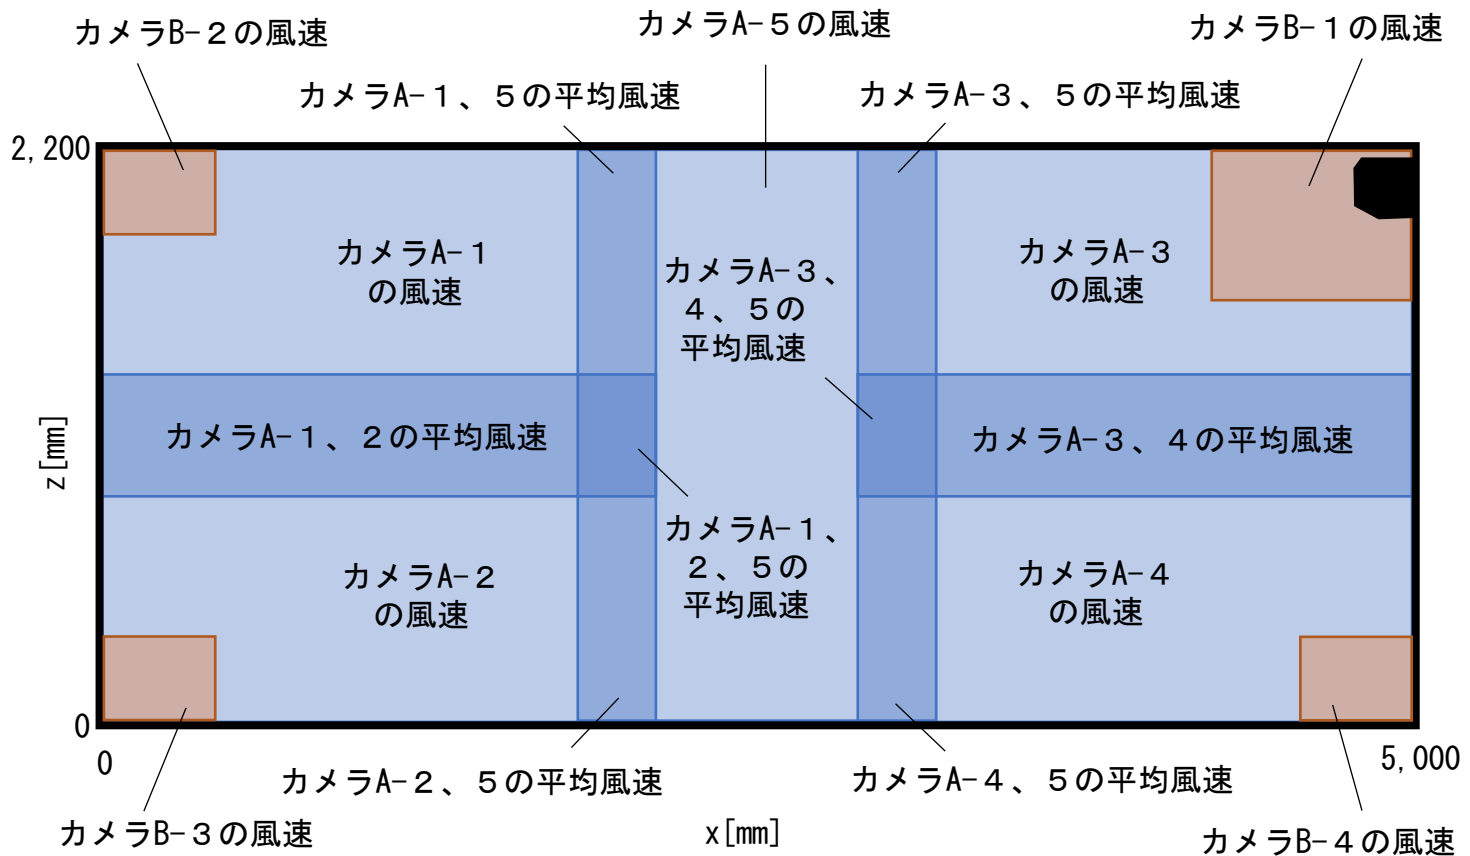 カメラB-２の風速
カメラA-５の風速
カメラB-１の風速
カメラA-１、５の平均風速
カメラA-３、５の平均風速
2,200
カメラA-１
の風速
カメラA-３、
４、５の
平均風速
カメラA-３
の風速
カメラA-１、２の平均風速
カメラA-３、４の平均風速
z[mm]
カメラA-２
の風速
カメラA-１、
２、５の
平均風速
カメラA-４
の風速
0
0
5,000
カメラA-２、５の平均風速
カメラA-４、５の平均風速
カメラB-３の風速
x[mm]
カメラB-４の風速